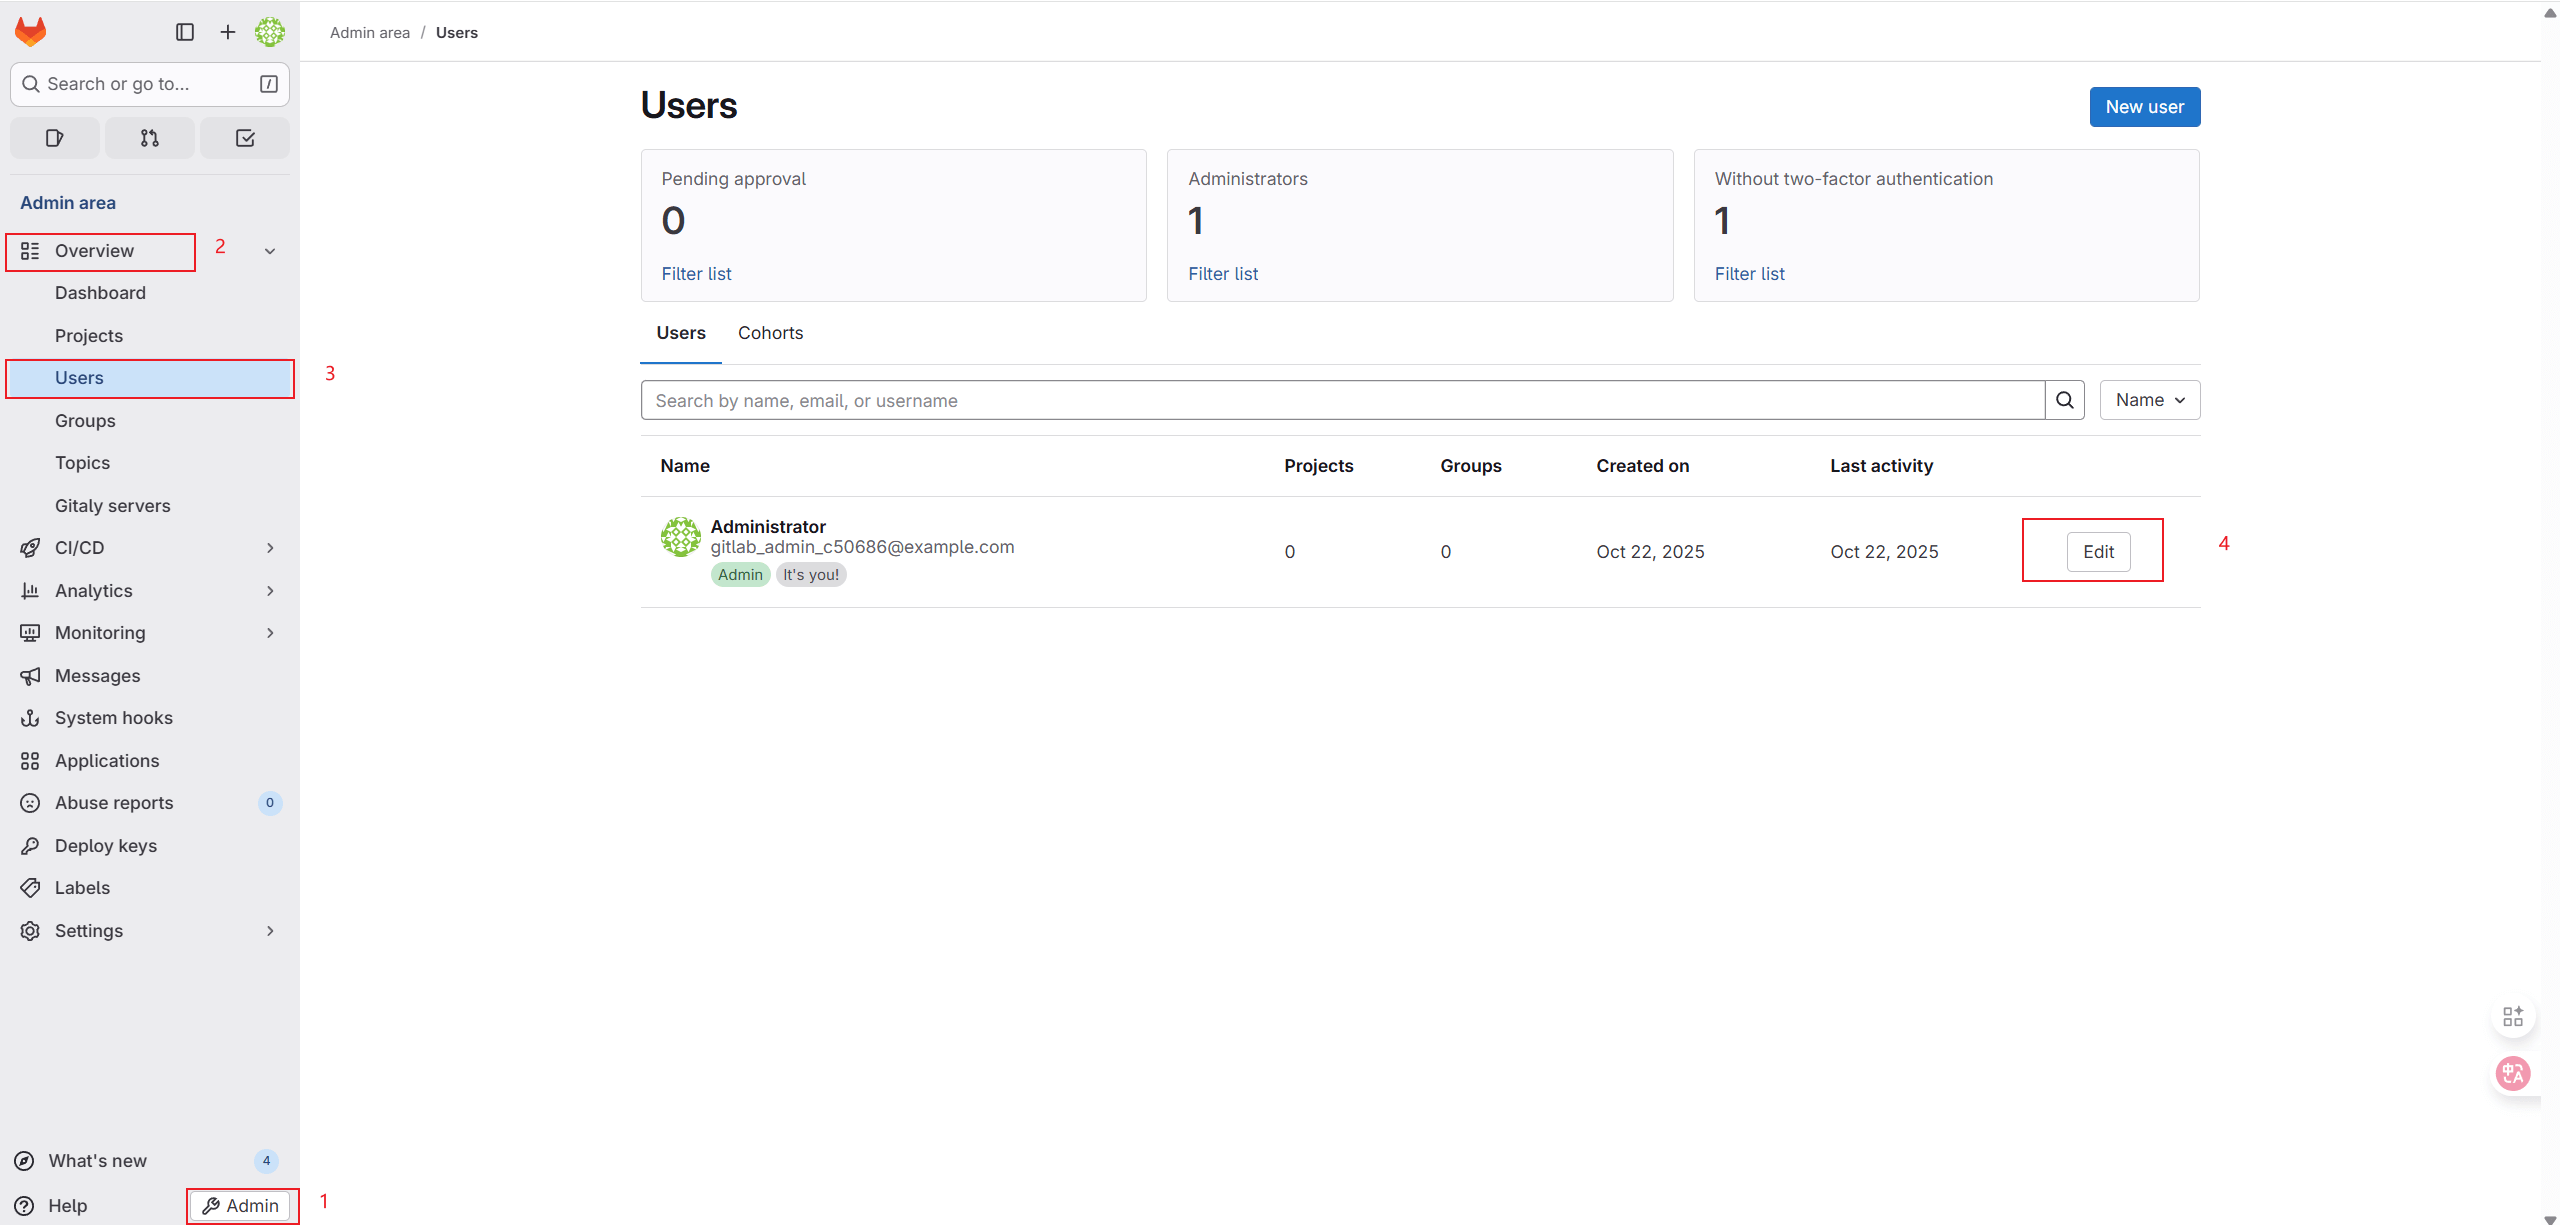 Admin area / Users
Search or go to...
/
Admin area
Overview
2
Dashboard
Projects
Users
3
Groups
Topics
Gitaly servers
CI/CD
Analytics
Monitoring
Messages
System hooks
Applications
Abuse reports
0
Deploy keys
Labels
Settings
What's new
4
Help
Admin
1
Users
New user
Pending approval
0
Filter list
Administrators
1
Filter list
Without two-factor authentication
1
Filter list
Users
Cohorts
Search by name, email, or username
Name
Name Projects Groups Created on Last activity
Administrator
gitlab_admin_c50686@example.com
Admin It's you!
0 0 Oct 22, 2025 Oct 22, 2025 Edit
4
中A